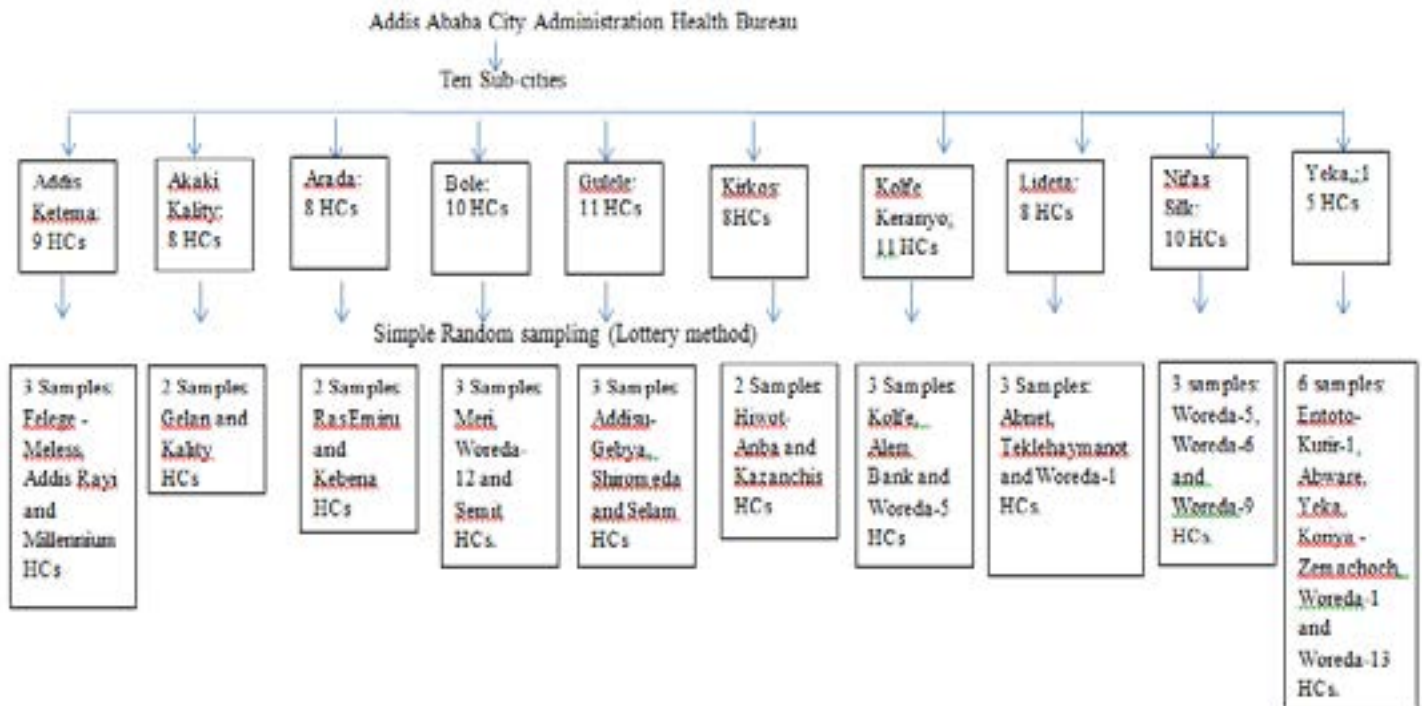 Addis Ababa City Administration Health Bureau
Ten Sub-cities
Addis
Ketema:
9 HCs
Akaki
Kality:
8 HCs
Arada:
8 HCs
Bole:
10 HCs
Gulele:
11 HCs
Kirkos:
8HCs
Kolfe
Keranyo,
11 HCs
Lideta:
8 HCs
Nifas
Silk:
10 HCs
Yeka,;1
5 HCs
Simple Random sampling (Lottery method)
3 Samples:
Felege -
Meless,
Addis Rayi
and
Millennium
HCs
2 Samples
Gelan and
Kality
HCs
2 Samples
RasEmiru
and
Kebena
HCs
3 Samples
Meri,
Woreda-
12 and
Semit
HCs.
3 Samples
Addisu-
Gebya,
Shiromeda
and Selam
HCs
2 Samples
Hiwot-
Anba and
Kazanchis
HCs
3 Samples
Kolfe,
Alem
Bank and
Woreda-5
HCs
3 Samples:
Abnet,
Teklehaymanot
and Woreda-1
HCs.
3 samples:
Woreda-5,
Woreda-6
and
Woreda-9
HCs.
6 samples:
Entoto-
Kutir-1,
Abware,
Yeka,
Konya -
Zemachoch,
Woreda-1
and
Woreda-13
HCs.